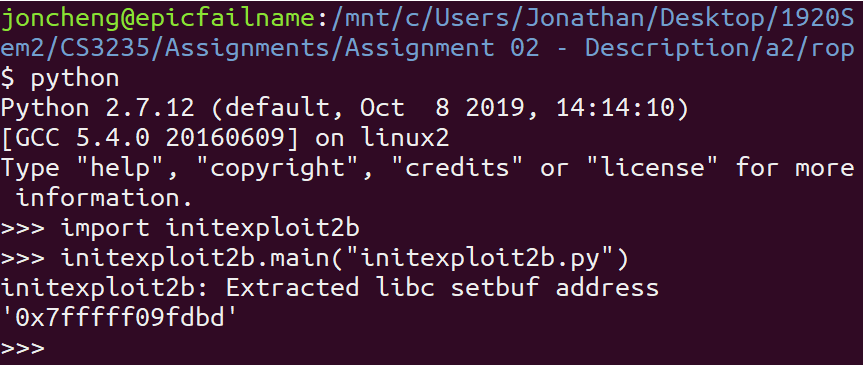 joncheng@epicfailname:/mnt/c/Users/Jonathan/Desktop/1920S
em2/CS3235/Assignments/Assignment 02 - Description/a2/rop
$ python
Python 2.7.12 (default, Oct  8 2019, 14:14:10)
[GCC 5.4.0 20160609] on linux2
Type "help", "copyright", "credits" or "license" for more
 information.
>>> import initexploit2b
>>> initexploit2b.main("initexploit2b.py")
initexploit2b: Extracted libc setbuf address
'0x7fffff09fdbd'
>>>